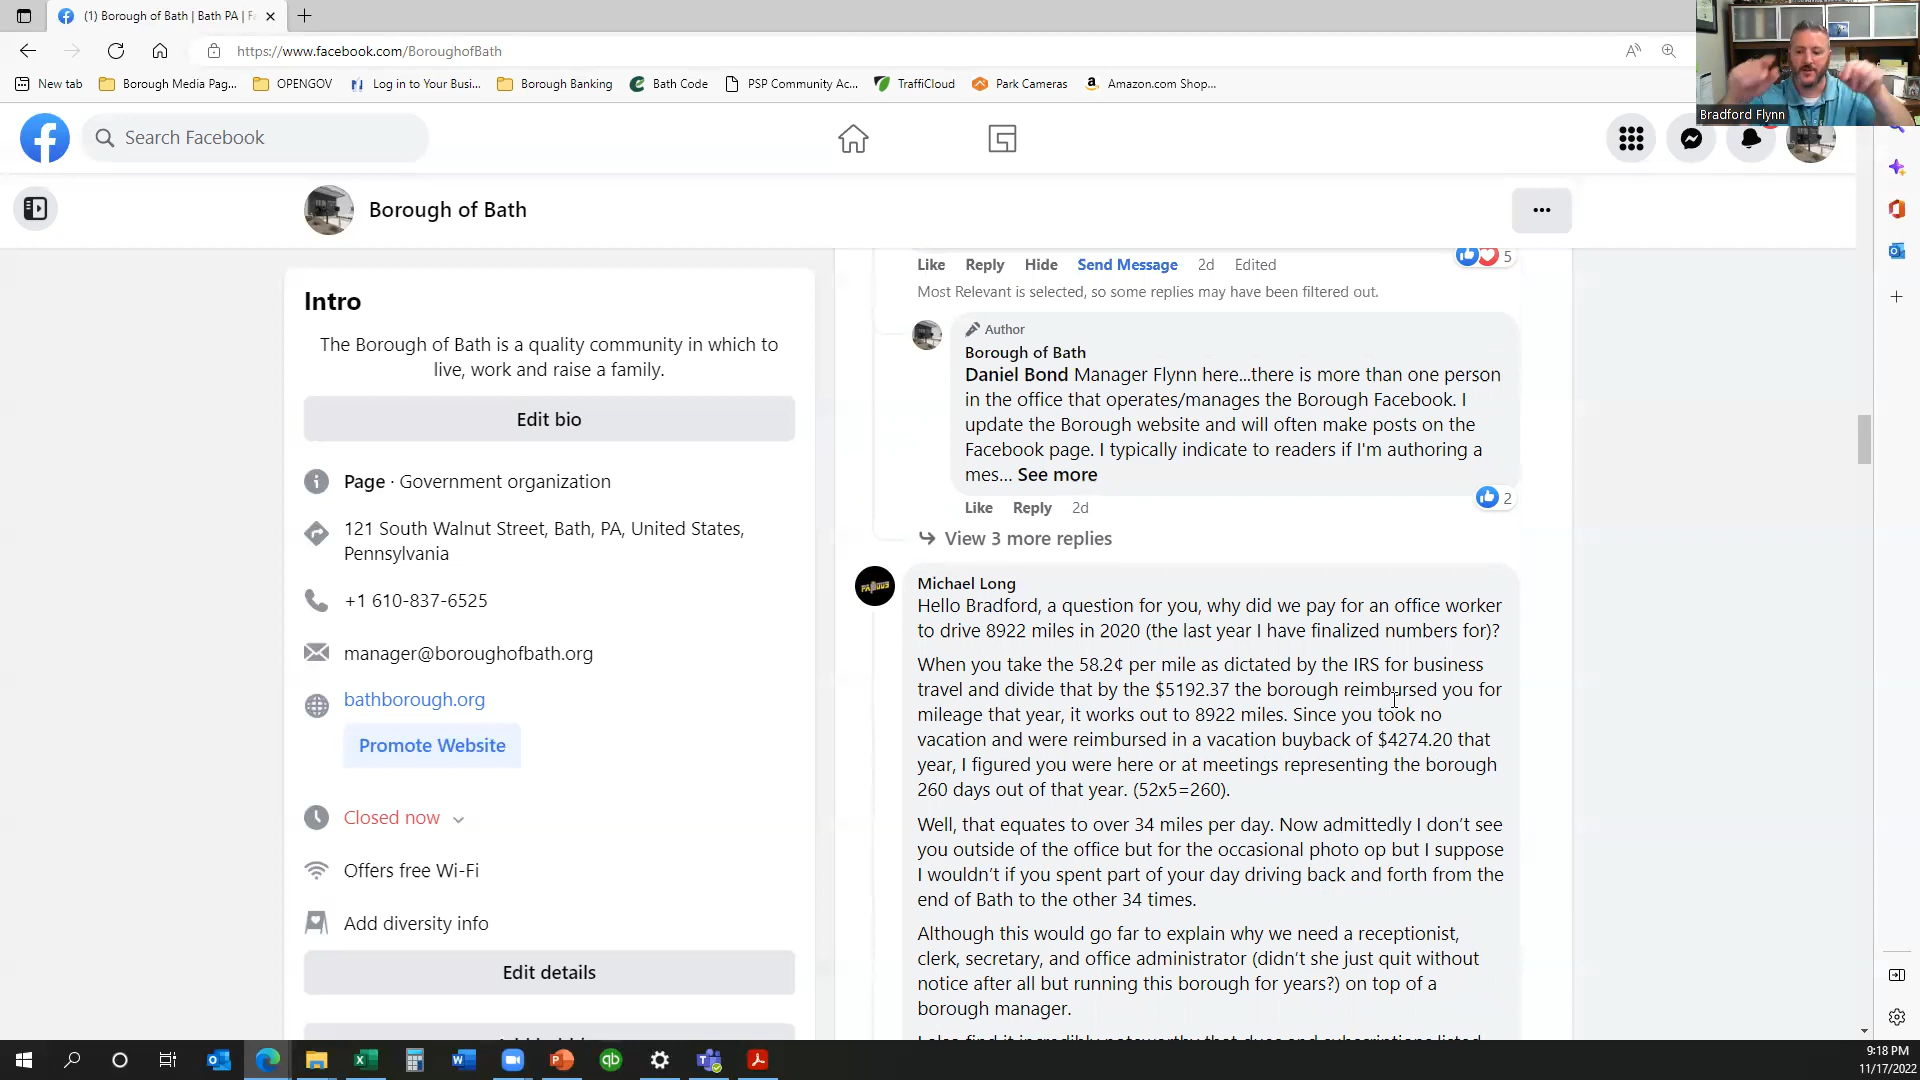 (1) Borough of Bath | Bath PA | F
https://www.facebook.com/BoroughofBath
New tab
Borough Media Pag...
OPENGOV
Log in to Your Busi...
Borough Banking
Bath Code
PSP Community Ac...
TraffiCloud
Park Cameras
Amazon.com Shop...
Bradford Flynn
Search Facebook
Borough of Bath
Intro
The Borough of Bath is a quality community in which to
live, work and raise a family.
Edit bio
Page · Government organization
121 South Walnut Street, Bath, PA, United States,
Pennsylvania
+1 610-837-6525
manager@boroughofbath.org
bathborough.org
Promote Website
Closed now
Offers free Wi-Fi
Add diversity info
Edit details
Like Reply Hide Send Message 2d Edited
5
Most Relevant is selected, so some replies may have been filtered out.
Author
Borough of Bath
Daniel Bond Manager Flynn here...there is more than one person
in the office that operates/manages the Borough Facebook. I
update the Borough website and will often make posts on the
Facebook page. I typically indicate to readers if I'm authoring a
mes... See more
2
Like Reply 2d
View 3 more replies
Michael Long
Hello Bradford, a question for you, why did we pay for an office worker
to drive 8922 miles in 2020 (the last year I have finalized numbers for)?
When you take the 58.2¢ per mile as dictated by the IRS for business
travel and divide that by the $5192.37 the borough reimbursed you for
mileage that year, it works out to 8922 miles. Since you took no
vacation and were reimbursed in a vacation buyback of $4274.20 that
year, I figured you were here or at meetings representing the borough
260 days out of that year. (52x5=260).
Well, that equates to over 34 miles per day. Now admittedly I don't see
you outside of the office but for the occasional photo op but I suppose
I wouldn't if you spent part of your day driving back and forth from the
end of Bath to the other 34 times.
Although this would go far to explain why we need a receptionist,
clerk, secretary, and office administrator (didn't she just quit without
notice after all but running this borough for years?) on top of a
borough manager.
9:18 PM
11/17/2022